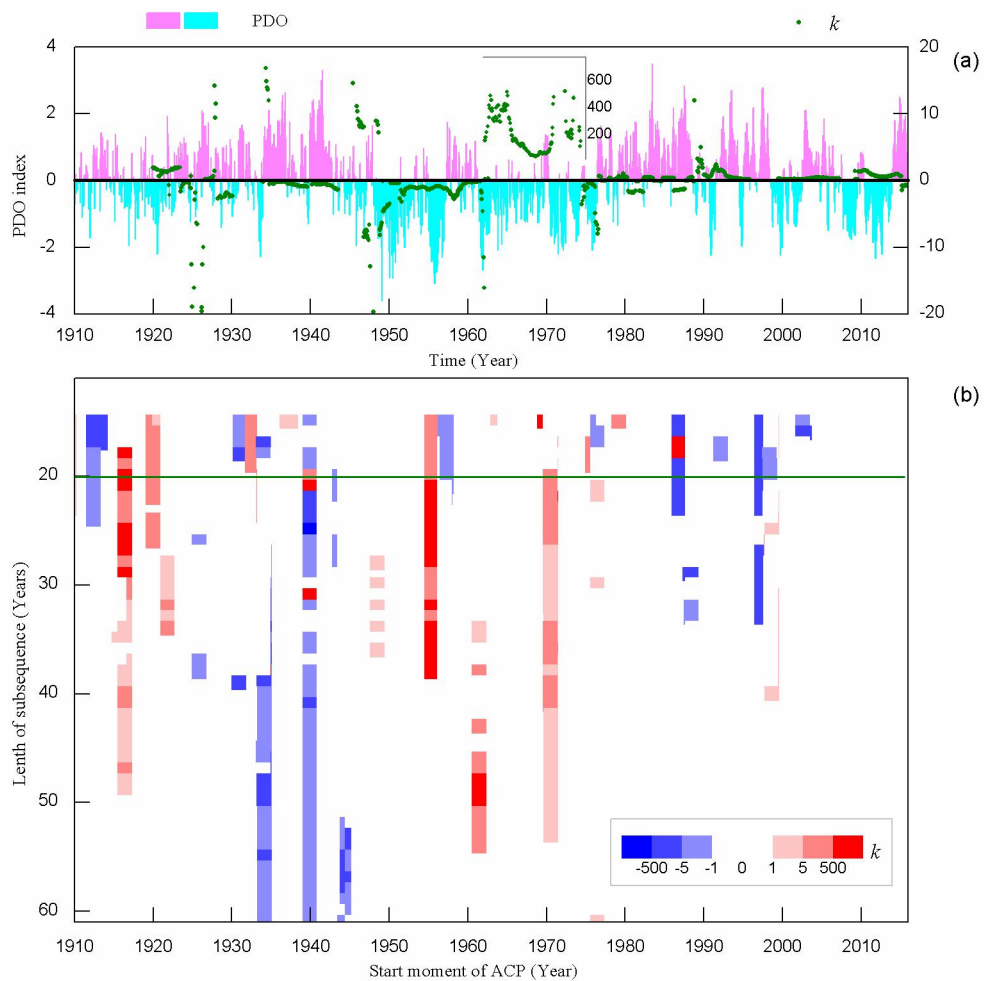 PDO k
4 20 (a)
600
2 400 10
200
PDO index
0 0
-2 -10
-4 -20
1910 1920 1930 1940 1950 1960 1970 1980 1990 2000 2010
Time (Year)
(b)
20
30
Lenth of subsequence (Years)
40
50
k
-500 -5 -1 0 1 5 500
60
1910 1920 1930 1940 1950 1960 1970 1980 1990 2000 2010
Start moment of ACP (Year)